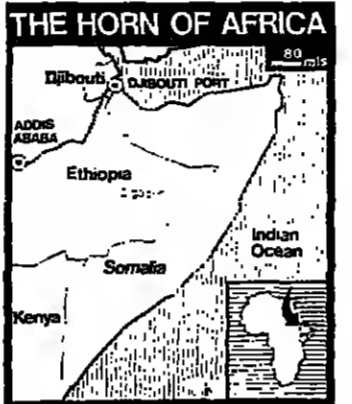 THE HORN OF AFRICA
80
mls
Djibouti
DJIBOUTI PORT
ADDIS
ABABA
Ethiopia
Indian
Ocean
Somalia
Kenya